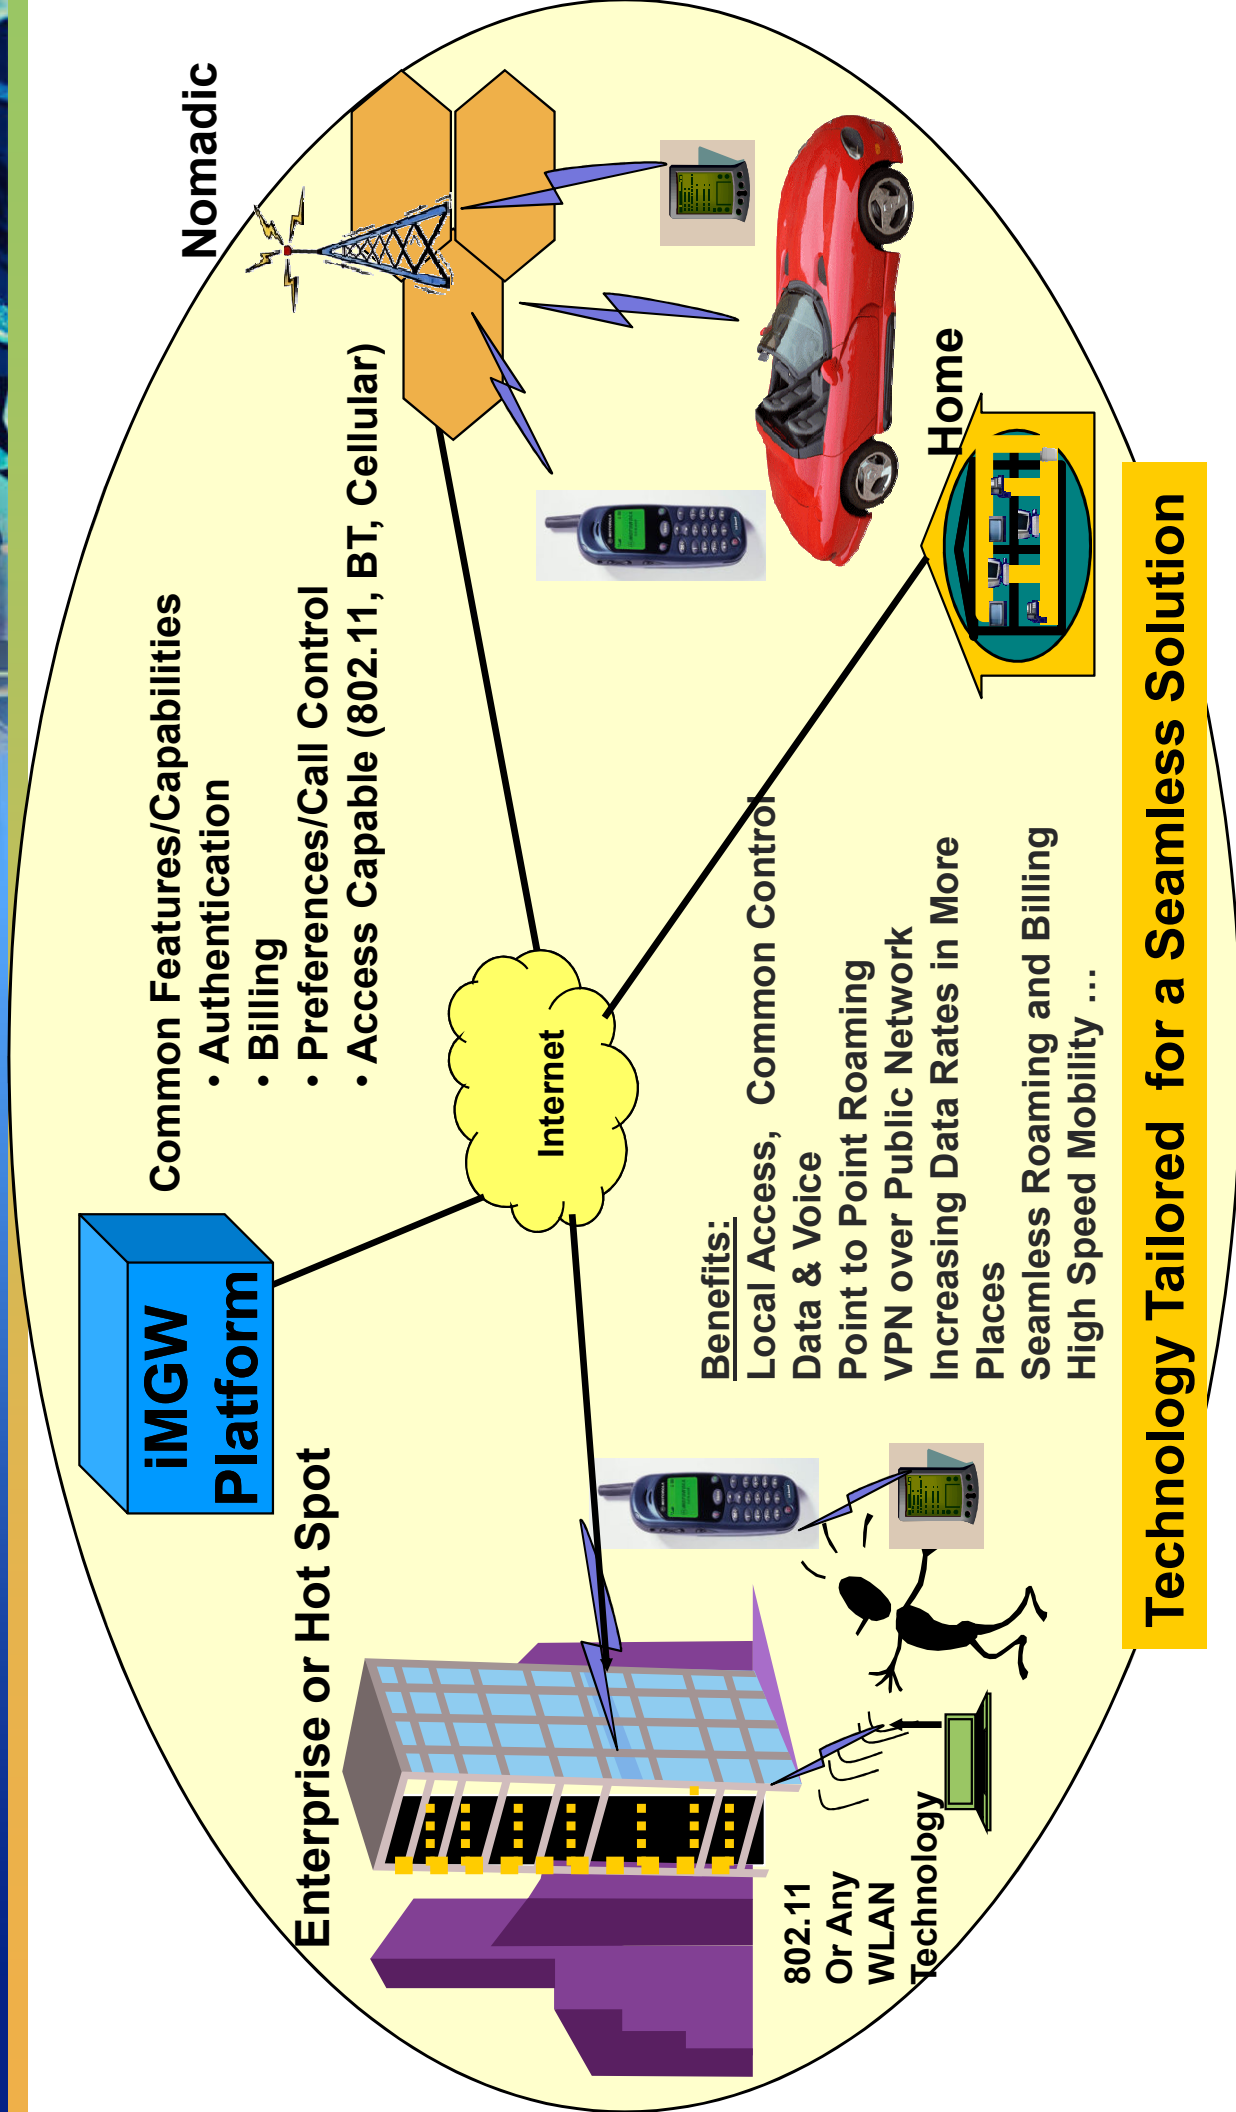 Nomadic
iMGW
Platform
Common Features/Capabilities
• Authentication
• Billing
• Preferences/Call Control
• Access Capable (802.11, BT, Cellular)
Enterprise or Hot Spot
Internet
Home
Benefits:
Local Access, Common Control
Data & Voice
Point to Point Roaming
VPN over Public Network
Increasing Data Rates in More
Places
Seamless Roaming and Billing
High Speed Mobility …
802.11
Or Any
WLAN
Technology
Technology Tailored for a Seamless Solution